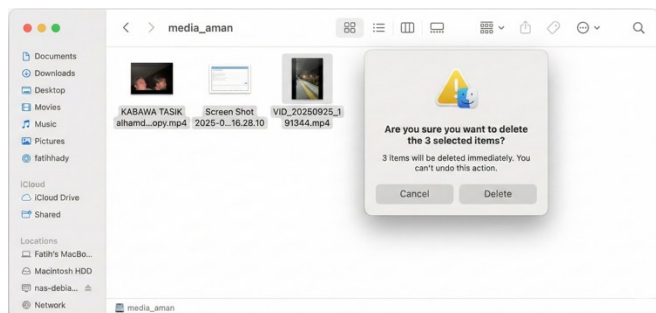 media_aman
Documents
Downloads
Desktop
Movies
Music
Pictures
fatihhady
iCloud
iCloud Drive
Shared
Locations
Fatih's MacBo...
Macintosh HDD
nas-debia...
Network
KABAWA TASIK
alhamd...opy.mp4
Screen Shot
2025-0...16.28.10
VID_20250925_1
91344.mp4
Are you sure you want to delete
the 3 selected items?
3 items will be deleted immediately. You
can't undo this action.
Cancel
Delete
media_aman